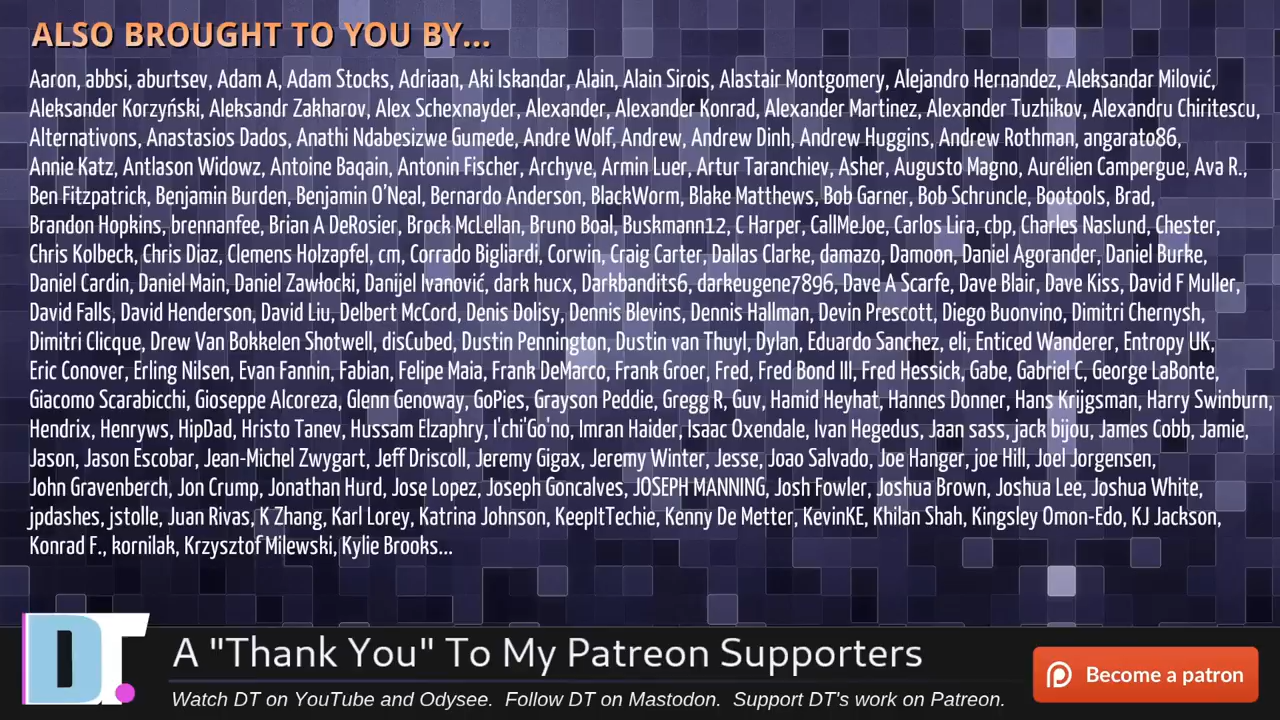 ALSO BROUGHT TO YOU BY...
Aaron, abbsi, aburtsev, Adam A, Adam Stocks, Adriaan, Aki Iskandar, Alain, Alain Sirois, Alastair Montgomery, Alejandro Hernandez, Aleksandar Milović,
Aleksander Korzyński, Aleksandr Zakharov, Alex Schexnayder, Alexander, Alexander Konrad, Alexander Martinez, Alexander Tuzhikov, Alexandru Chiritescu,
Alternativons, Anastasios Dados, Anathi Ndabesizwe Gumede, Andre Wolf, Andrew, Andrew Dinh, Andrew Huggins, Andrew Rothman, angarato86,
Annie Katz, Antlason Widowz, Antoine Baqain, Antonin Fischer, Archyve, Armin Luer, Artur Taranchiev, Asher, Augusto Magno, Aurélien Campergue, Ava R.,
Ben Fitzpatrick, Benjamin Burden, Benjamin O'Neal, Bernardo Anderson, BlackWorm, Blake Matthews, Bob Garner, Bob Schruncle, Bootools, Brad,
Brandon Hopkins, brennanfee, Brian A DeRosier, Brock McLellan, Bruno Boal, Buskmann12, C Harper, CallMeJoe, Carlos Lira, cbp, Charles Naslund, Chester,
Chris Kolbeck, Chris Diaz, Clemens Holzapfel, cm, Corrado Bigliardi, Corwin, Craig Carter, Dallas Clarke, damazo, Damoon, Daniel Agorander, Daniel Burke,
Daniel Cardin, Daniel Main, Daniel Zawłocki, Danijel Ivanović, dark hucx, Darkbandits6, darkeugene7896, Dave A Scarfe, Dave Blair, Dave Kiss, David F Muller,
David Falls, David Henderson, David Liu, Delbert McCord, Denis Dolisy, Dennis Blevins, Dennis Hallman, Devin Prescott, Diego Buonvino, Dimitri Chernysh,
Dimitri Clicque, Drew Van Bokkelen Shotwell, disCubed, Dustin Pennington, Dustin van Thuyl, Dylan, Eduardo Sanchez, eli, Enticed Wanderer, Entropy UK,
Eric Conover, Erling Nilsen, Evan Fannin, Fabian, Felipe Maia, Frank DeMarco, Frank Groer, Fred, Fred Bond III, Fred Hessick, Gabe, Gabriel C, George LaBonte,
Giacomo Scarabicchi, Gioseppe Alcoreza, Glenn Genoway, GoPies, Grayson Peddie, Gregg R, Guv, Hamid Heyhat, Hannes Donner, Hans Krijgsman, Harry Swinburn,
Hendrix, Henryws, HipDad, Hristo Tanev, Hussam Elzaphry, I'chi'Go'no, Imran Haider, Isaac Oxendale, Ivan Hegedus, Jaan sass, jack bijou, James Cobb, Jamie,
Jason, Jason Escobar, Jean-Michel Zwygart, Jeff Driscoll, Jeremy Gigax, Jeremy Winter, Jesse, Joao Salvado, Joe Hanger, joe Hill, Joel Jorgensen,
John Gravenberch, Jon Crump, Jonathan Hurd, Jose Lopez, Joseph Goncalves, JOSEPH MANNING, Josh Fowler, Joshua Brown, Joshua Lee, Joshua White,
jpdashes, jstolle, Juan Rivas, K Zhang, Karl Lorey, Katrina Johnson, KeepItTechie, Kenny De Metter, KevinKE, Khilan Shah, Kingsley Omon-Edo, KJ Jackson,
Konrad F., kornilak, Krzysztof Milewski, Kylie Brooks...
DT.
A "Thank You" To My Patreon Supporters
Become a patron
Watch DT on YouTube and Odysee. Follow DT on Mastodon. Support DT's work on Patreon.